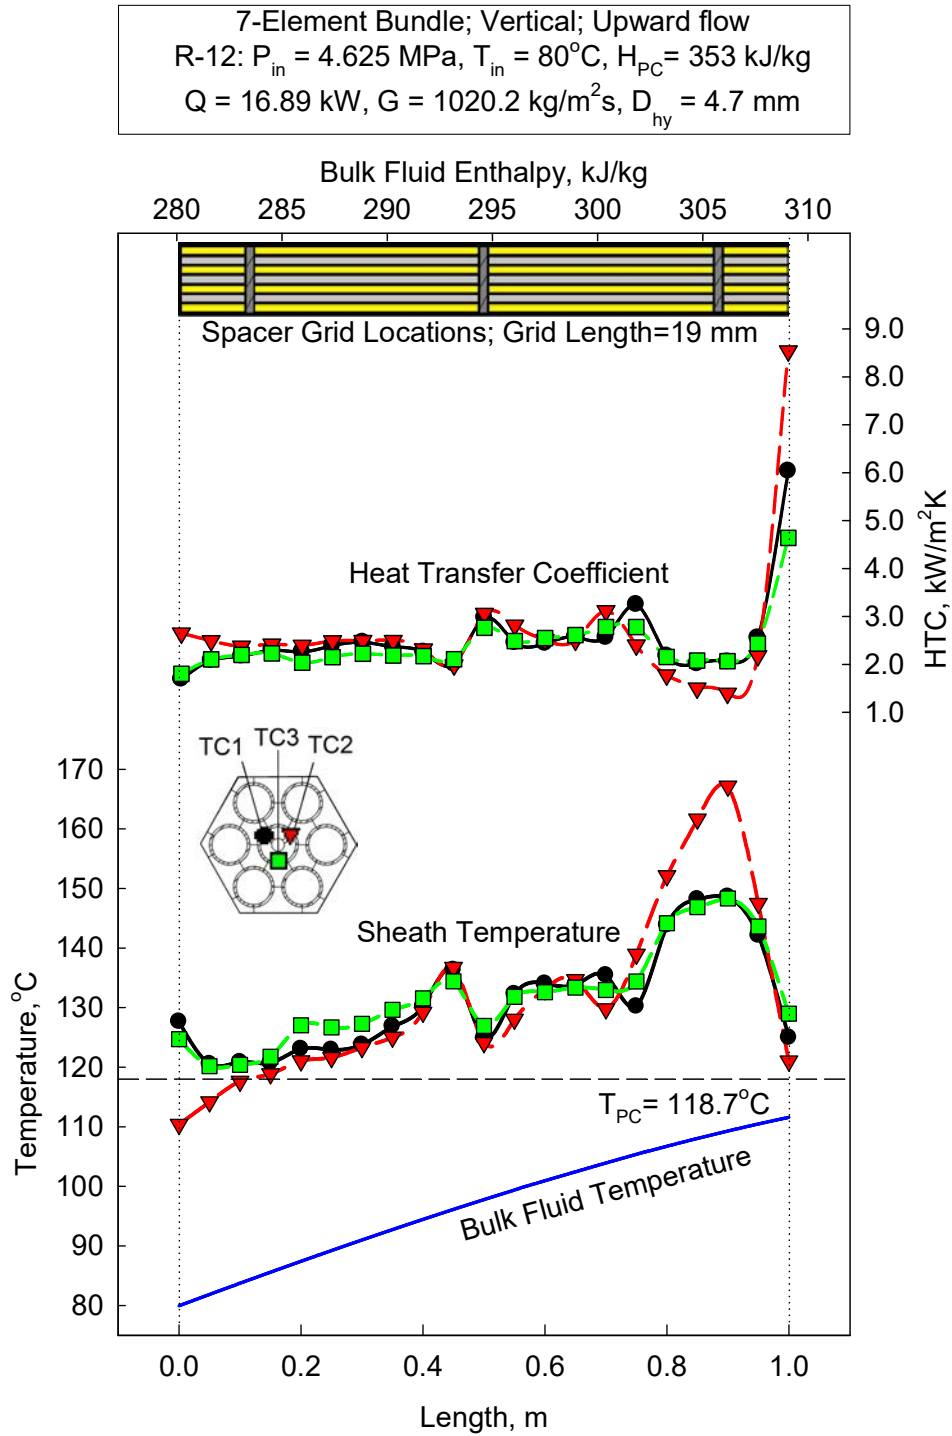 7-Element Bundle; Vertical; Upward flow
R-12: P_in = 4.625 MPa, T_in = 80°C, H_PC= 353 kJ/kg
Q = 16.89 kW, G = 1020.2 kg/m²s, D_hy = 4.7 mm
Bulk Fluid Enthalpy, kJ/kg
280 285 290 295 300 305 310
Spacer Grid Locations; Grid Length=19 mm
9.0
8.0
7.0
6.0
5.0
4.0
3.0
2.0
1.0
HTC, kW/m²K
Heat Transfer Coefficient
TC1 TC3 TC2
170
160
150
140
130
120
110
100
90
80
Temperature,°C
Sheath Temperature
T_PC= 118.7°C
Bulk Fluid Temperature
0.0 0.2 0.4 0.6 0.8 1.0
Length, m